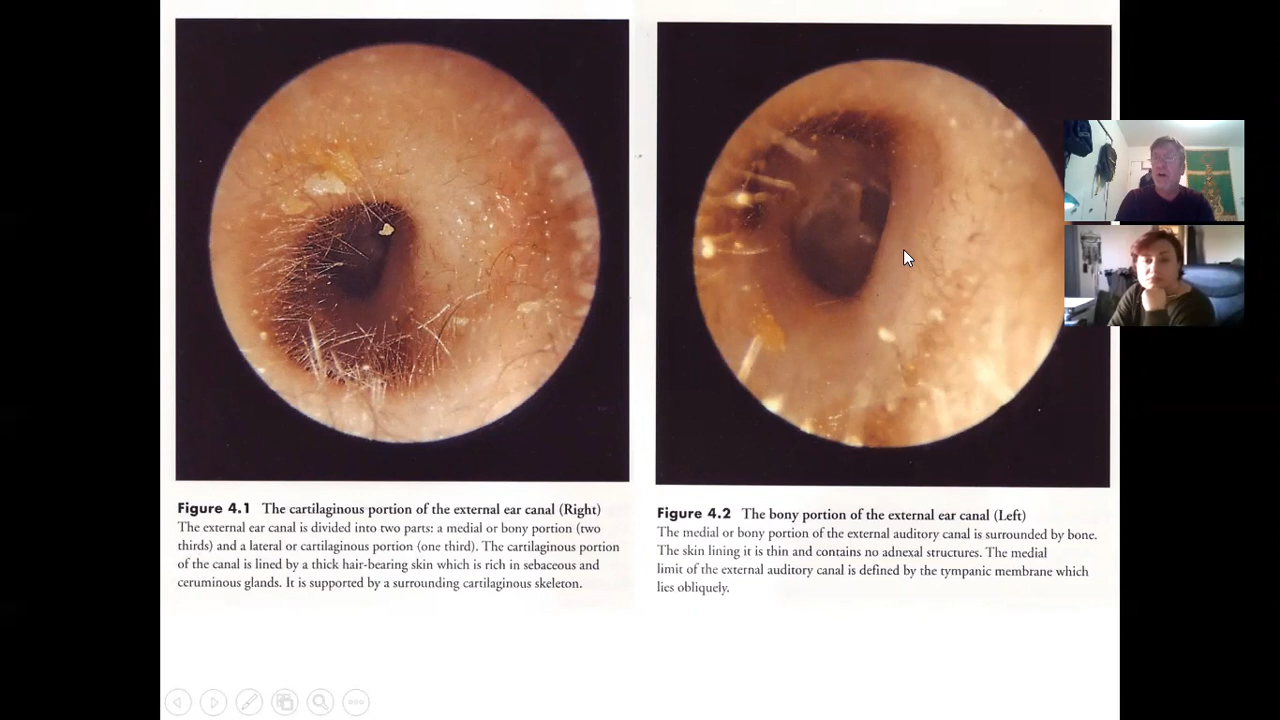 Figure 4.1 The cartilaginous portion of the external ear canal (Right)
The external ear canal is divided into two parts: a medial or bony portion (two
thirds) and a lateral or cartilaginous portion (one third). The cartilaginous portion
of the canal is lined by a thick hair-bearing skin which is rich in sebaceous and
ceruminous glands. It is supported by a surrounding cartilaginous skeleton.
Figure 4.2 The bony portion of the external ear canal (Left)
The medial or bony portion of the external auditory canal is surrounded by bone.
The skin lining it is thin and contains no adnexal structures. The medial
limit of the external auditory canal is defined by the tympanic membrane which
lies obliquely.